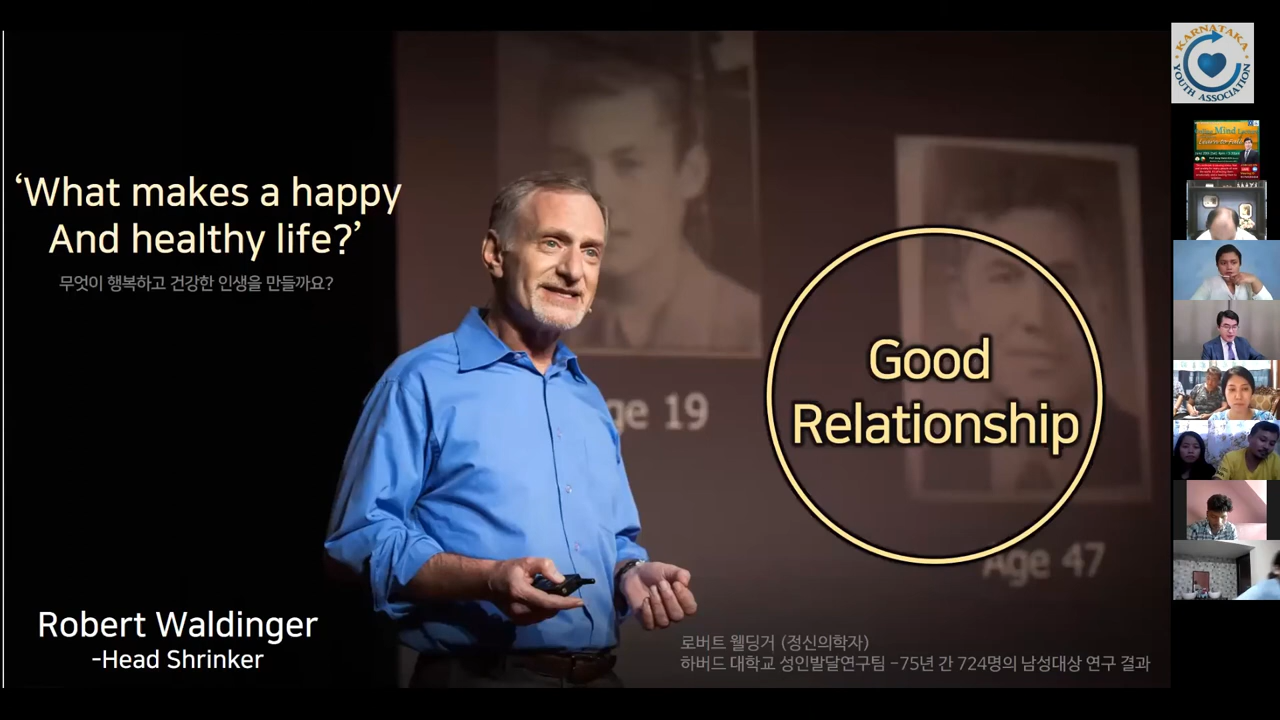 'What makes a happy
And healthy life?'
무엇이 행복하고 건강한 인생을 만들까요?
ge 19
Good
Relationship
Age 47
Robert Waldinger
-Head Shrinker
로버트 웰딩거 (정신의학자)
하버드 대학교 성인발달연구팀 -75년 간 724명의 남성대상 연구 결과
KARNATAKA
YOUTH ASSOCIATION
Mind